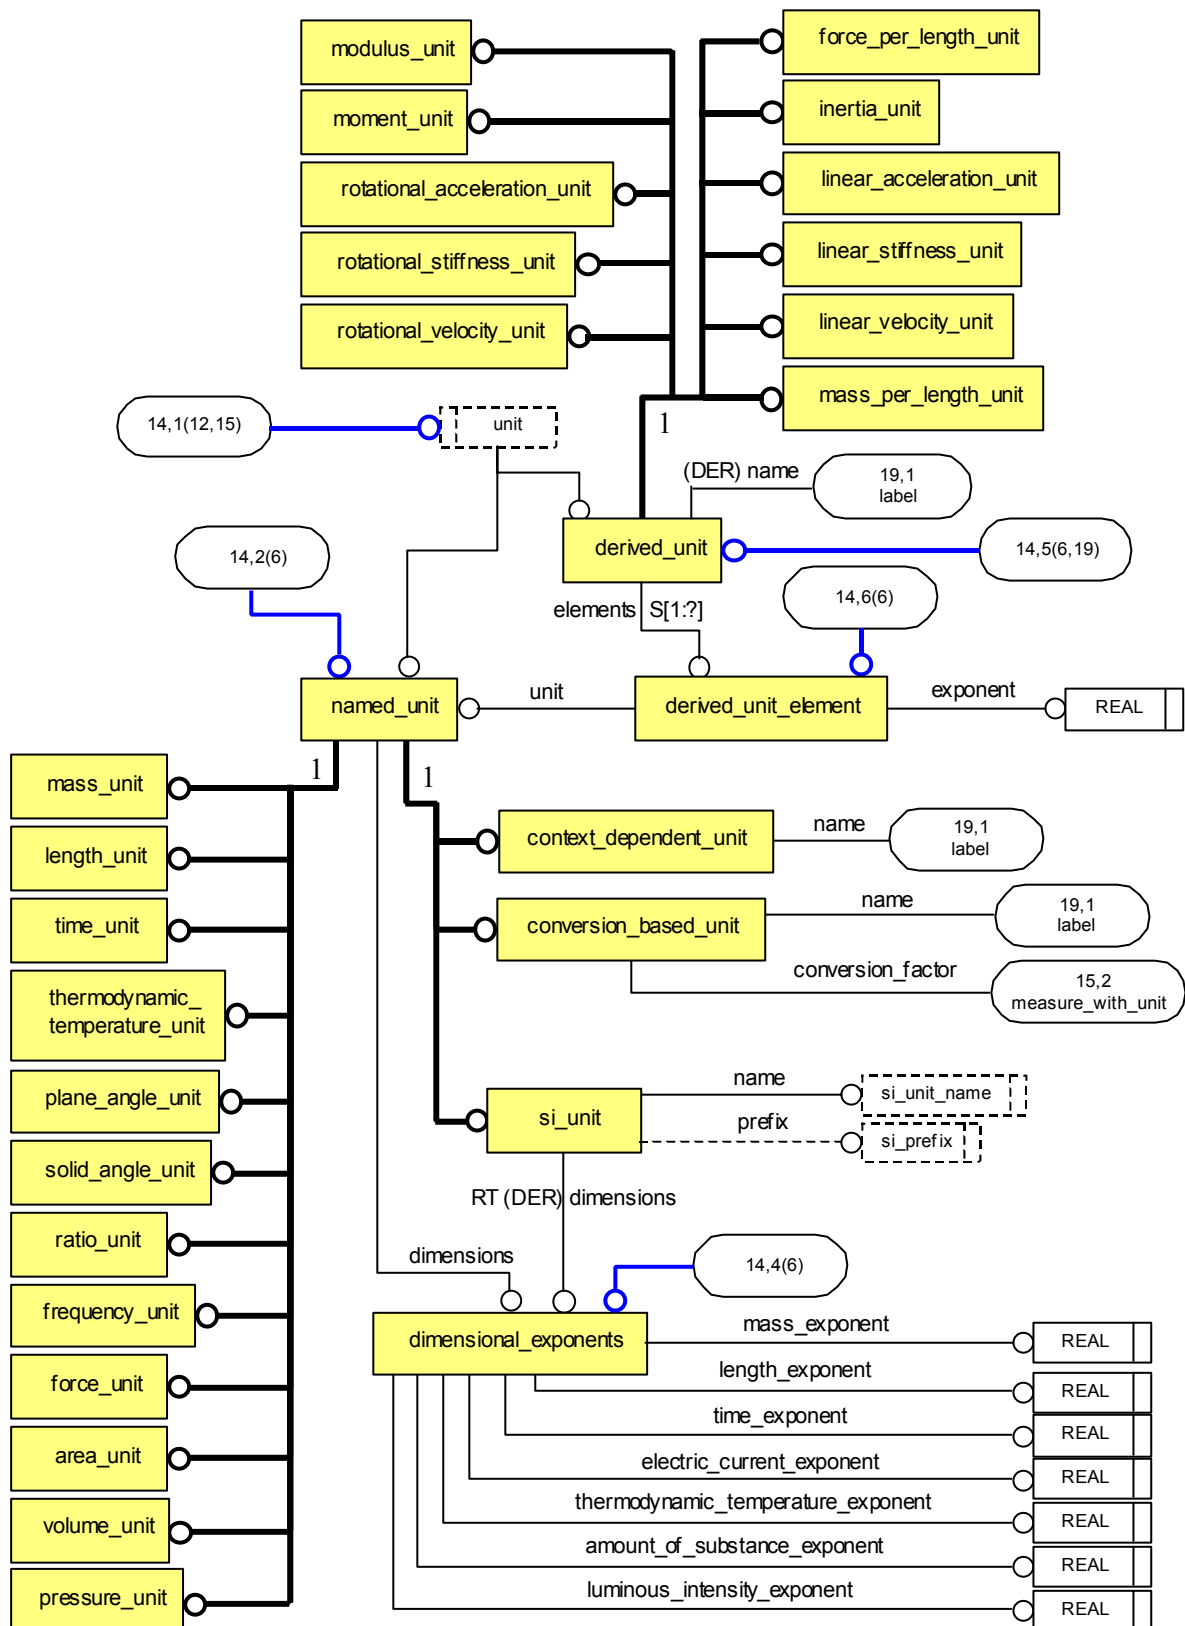 modulus_unit
force_per_length_unit
moment_unit
inertia_unit
rotational_acceleration_unit
linear_acceleration_unit
rotational_stiffness_unit
linear_stiffness_unit
rotational_velocity_unit
linear_velocity_unit
mass_per_length_unit
1
14,1(12,15)
unit
(DER) name
19,1
label
14,2(6)
derived_unit
14,5(6,19)
elements
S[1:?]
14,6(6)
named_unit
unit
derived_unit_element
exponent
REAL
1
1
mass_unit
length_unit
time_unit
thermodynamic_
temperature_unit
plane_angle_unit
solid_angle_unit
ratio_unit
frequency_unit
force_unit
area_unit
volume_unit
pressure_unit
context_dependent_unit
name
19,1
label
conversion_based_unit
name
19,1
label
conversion_factor
15,2
measure_with_unit
si_unit
name
si_unit_name
prefix
si_prefix
RT (DER) dimensions
dimensions
14,4(6)
dimensional_exponents
mass_exponent
REAL
length_exponent
REAL
time_exponent
REAL
electric_current_exponent
REAL
thermodynamic_temperature_exponent
REAL
amount_of_substance_exponent
REAL
luminous_intensity_exponent
REAL